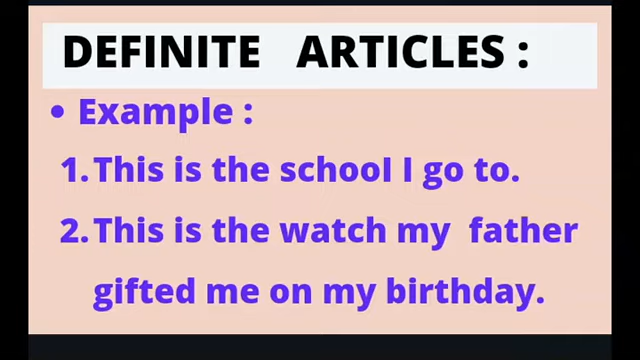 DEFINITE ARTICLES :
• Example :
1. This is the school I go to.
2. This is the watch my father
gifted me on my birthday.